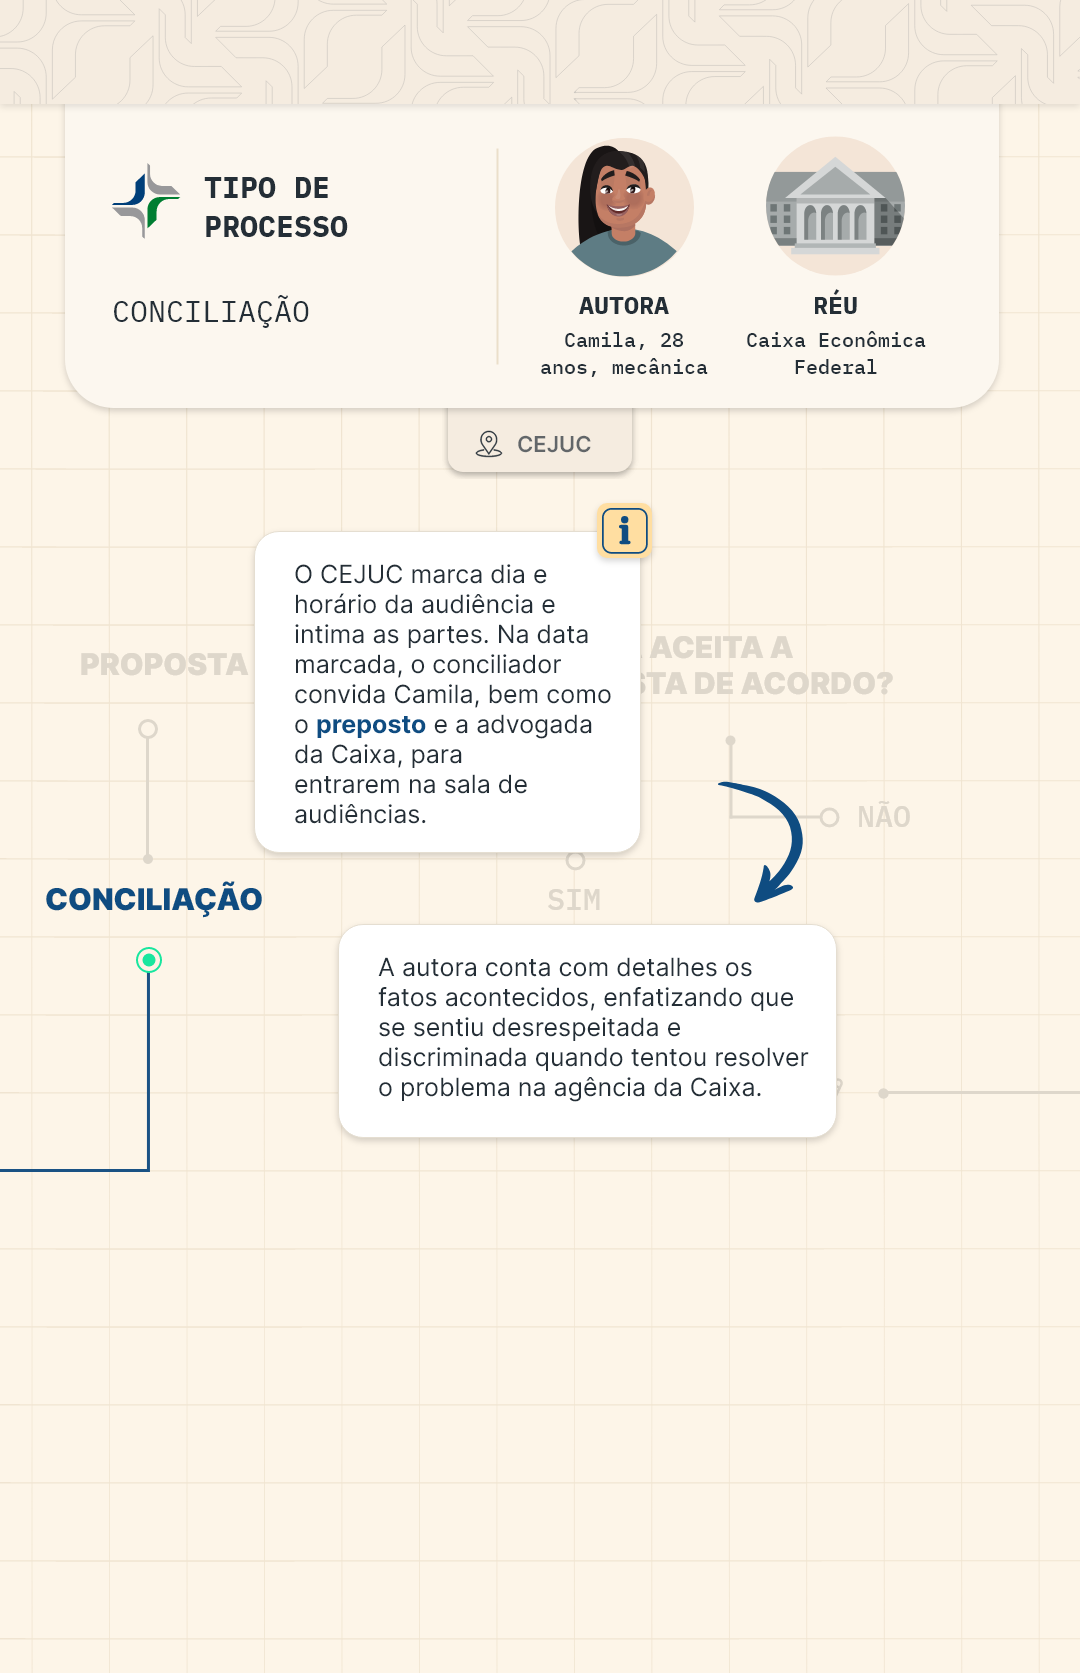 TIPO DE
PROCESSO
CONCILIAÇÃO
AUTORA
Camila, 28
anos, mecânica
RÉU
Caixa Econômica
Federal
CEJUC
O CEJUC marca dia e
horário da audiência e
intima as partes. Na data
marcada, o conciliador
convida Camila, bem como
o preposto e a advogada
da Caixa, para
entrarem na sala de
audiências.
PROPOSTA
ACEITA A
DE ACORDO?
NÃO
SIM
CONCILIAÇÃO
A autora conta com detalhes os
fatos acontecidos, enfatizando que
se sentiu desrespeitada e
discriminada quando tentou resolver
o problema na agência da Caixa.